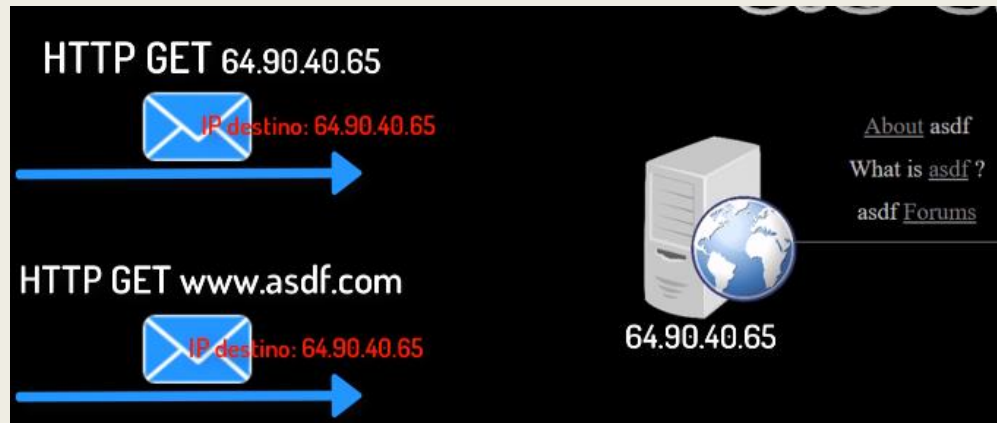 HTTP GET 64.90.40.65
IP destino: 64.90.40.65
HTTP GET www.asdf.com
IP destino: 64.90.40.65
64.90.40.65
About asdf
What is asdf ?
asdf Forums